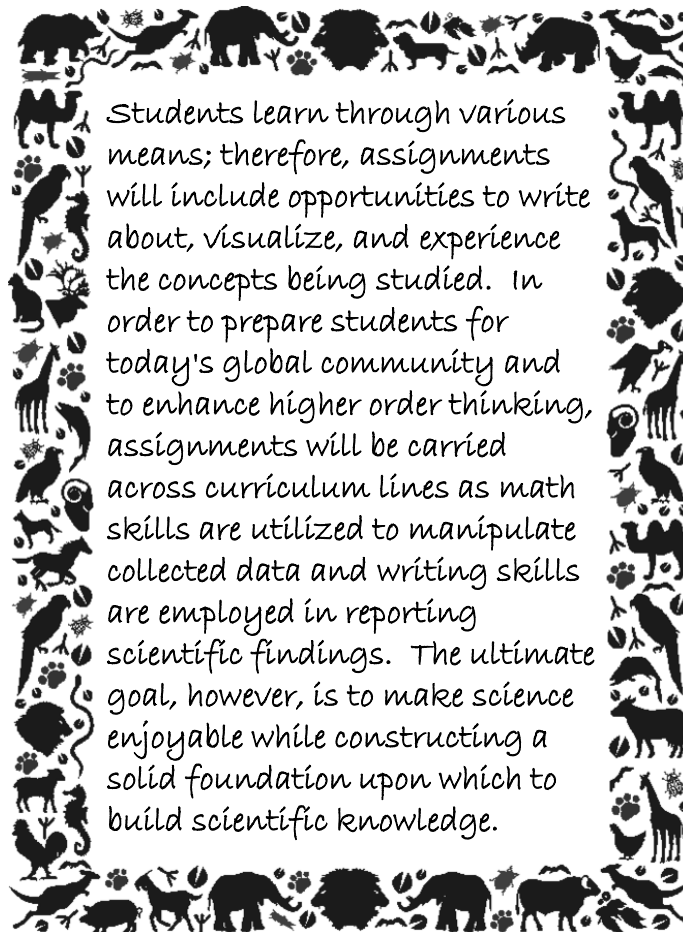 Students learn through various
means; therefore, assignments
will include opportunities to write
about, visualize, and experience
the concepts being studied.  In
order to prepare students for
today's global community and
to enhance higher order thinking,
assignments will be carried
across curriculum lines as math
skills are utilized to manipulate
collected data and writing skills
are employed in reporting
scientific findings.  The ultimate
goal, however, is to make science
enjoyable while constructing a
solid foundation upon which to
build scientific knowledge.